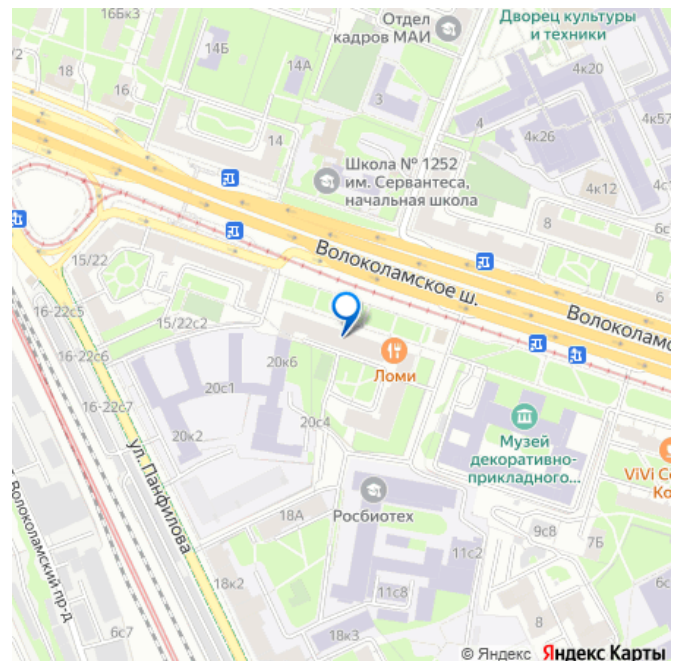 16Бк3
Отдел
кадров МАИ
Дворец культуры
и техники
14Б
14А
18
16
3
4к20
4
4к26
4к57
14
Школа № 1252
им. Сервантеса,
начальная школа
4к12
8
15/22
Волоколамское ш.
6
16-22с5
15/22с2
Волоколамс
16-22с6
20к6
Ломи
20с1
16-22с7
20к2
20с4
Музей
декоративно-
прикладного...
ViVi Co
Ко
ул. Панфилова
18А
Росбиотех
9с8
7Б
Волоколамский пр-д
11с2
18к2
11с8
6с7
18к3
8
© Яндекс Яндекс Карты